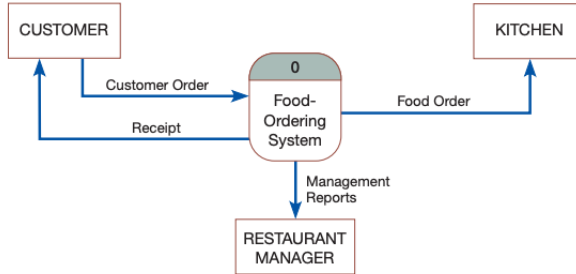 CUSTOMER
KITCHEN
0
Customer Order
Food-
Ordering
System
Food Order
Receipt
Management
Reports
RESTAURANT
MANAGER